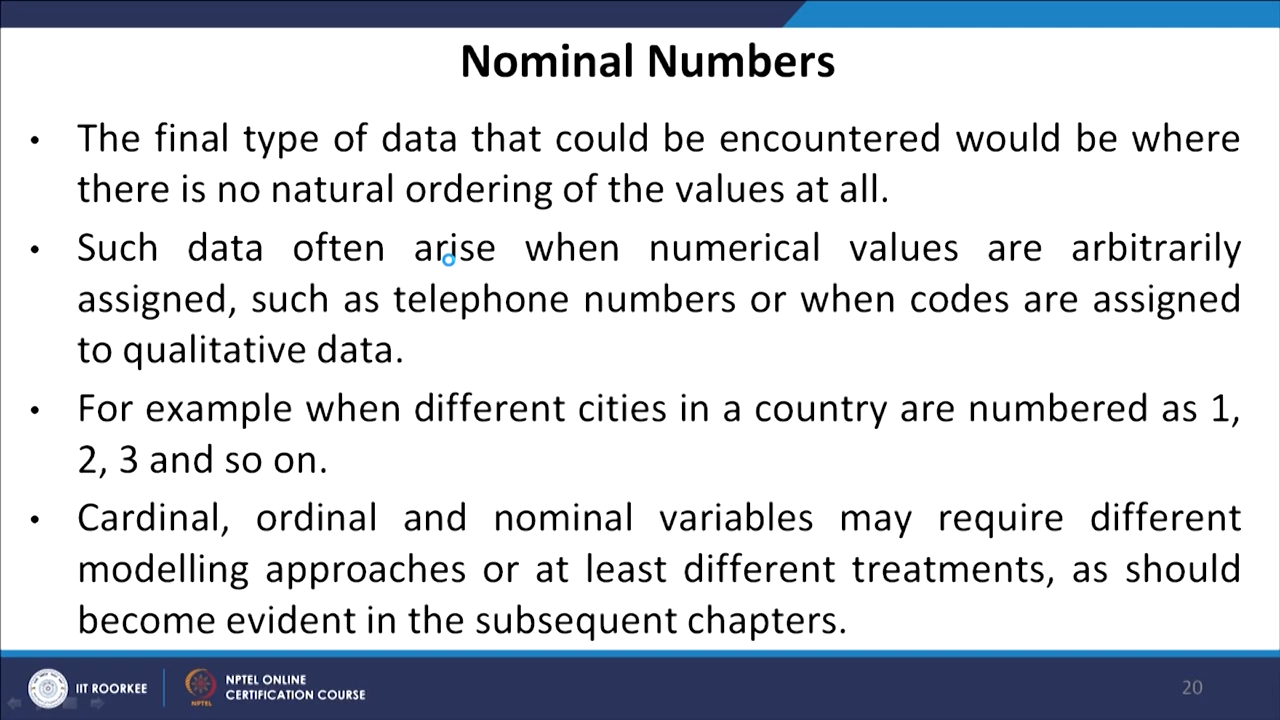 Nominal Numbers
• The final type of data that could be encountered would be where
there is no natural ordering of the values at all.
• Such data often arise when numerical values are arbitrarily
assigned, such as telephone numbers or when codes are assigned
to qualitative data.
• For example when different cities in a country are numbered as 1,
2, 3 and so on.
• Cardinal, ordinal and nominal variables may require different
modelling approaches or at least different treatments, as should
become evident in the subsequent chapters.
IIT ROORKEE
NPTEL
NPTEL ONLINE
CERTIFICATION COURSE
20